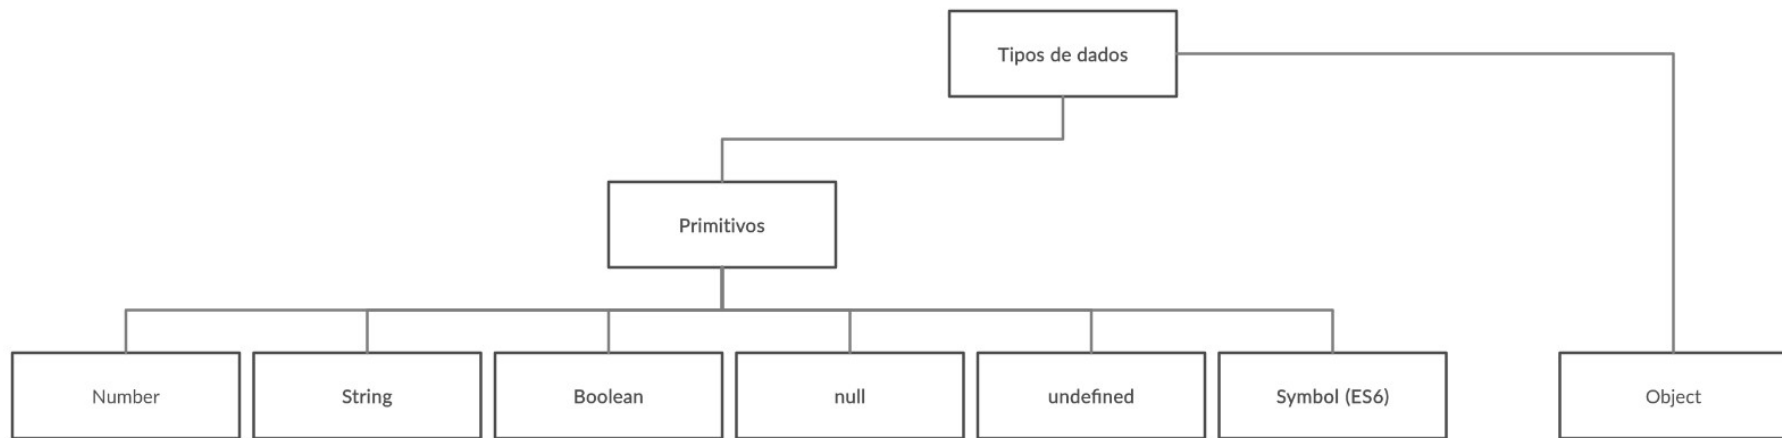 Tipos de dados
Primitivos
Number
String
Boolean
null
undefined
Symbol (ES6)
Object